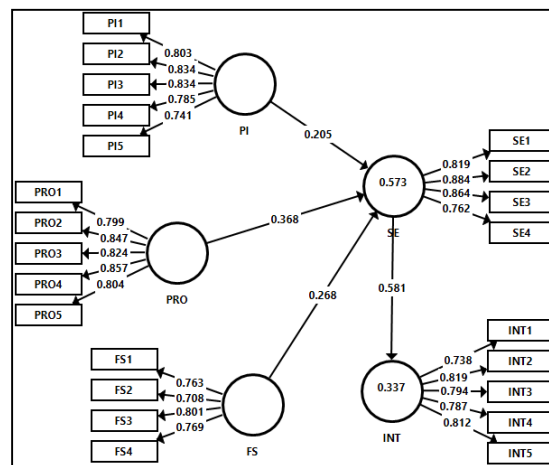 PI1
PI2
PI3
PI4
PI5
0.803
0.834
0.834
0.785
0.741
PI
0.205
PRO1
PRO2
PRO3
PRO4
PRO5
0.799
0.847
0.824
0.857
0.804
PRO
0.368
FS1
FS2
FS3
FS4
0.763
0.708
0.801
0.769
FS
0.268
0.573
SE
0.819
0.884
0.864
0.762
SE1
SE2
SE3
SE4
0.581
0.337
INT
0.738
0.819
0.794
0.787
0.812
INT1
INT2
INT3
INT4
INT5